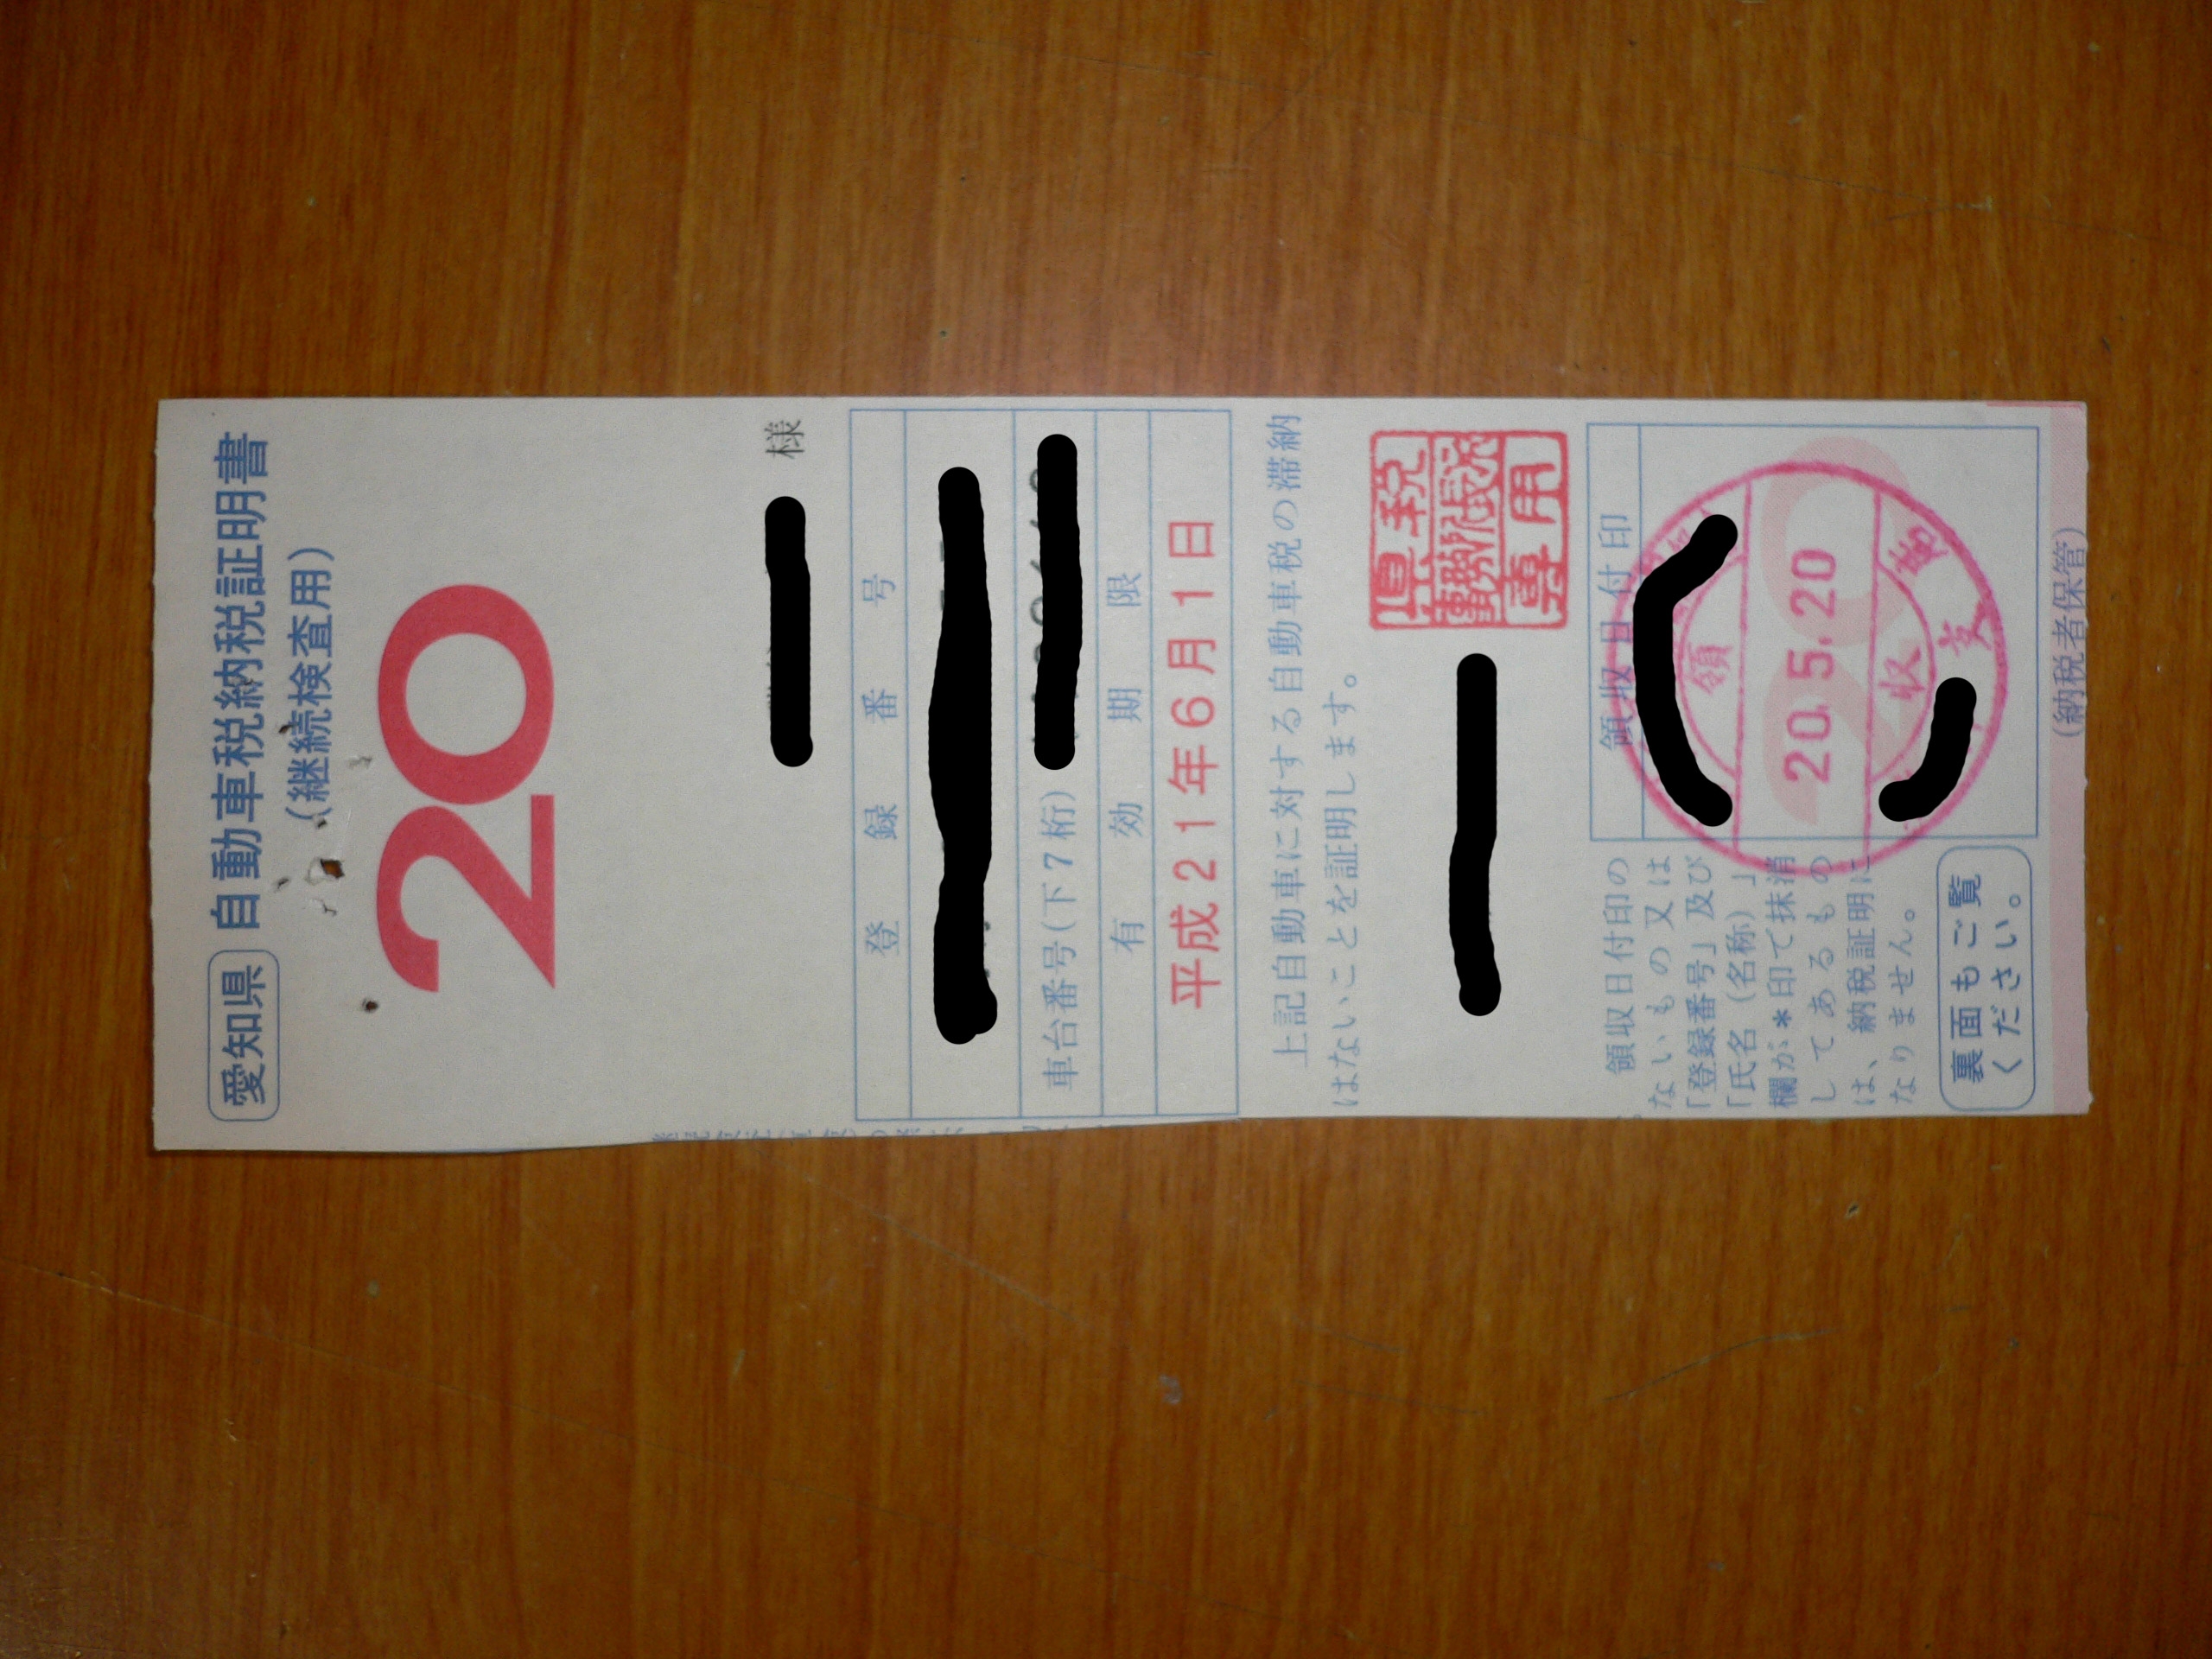 愛知県 自動車税納税証明書
(継続検査用)
20
様
登録番号
車台番号(下7桁)
有効期限
平成21年6月1日
上記自動車に対する自動車税の滞納
はないことを証明します。
県税
専用
領収日付印
領収日付印の
ないもの又は
「登録番号」及び
「氏名(名称)」
欄が*印で抹消
してあるもの
は、納税証明に
なりません。
領
20.5.20
収
裏面もご覧
ください。
(納税者保管)